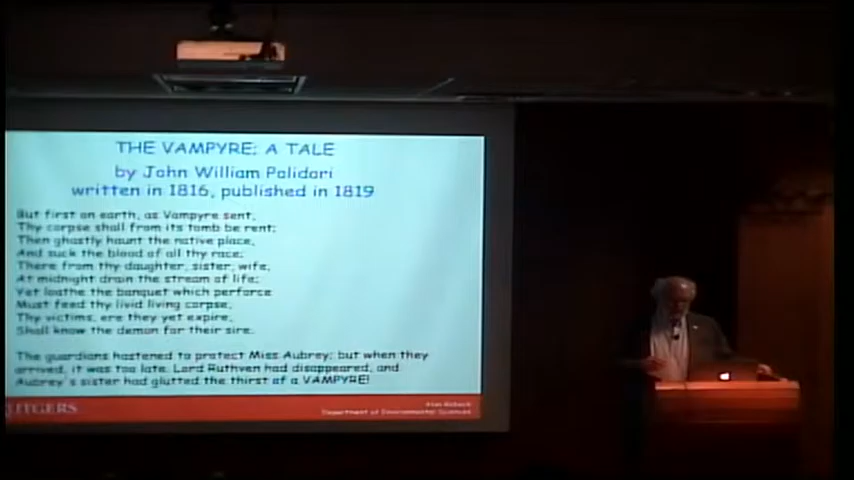 THE VAMPYRE; A TALE
by John William Polidori
written in 1816, published in 1819
But first on earth, as Vampyre sent,
Thy corpse shall from its tomb be rent;
Then ghastly haunt the native place,
And suck the blood of all thy race;
There from thy daughter, sister, wife,
At midnight drain the stream of life;
Yet loathe the banquet which perforce
Must feed thy livid living corpse,
Thy victims, ere they yet expire,
Shall know the demon for their sire.
The guardians hastened to protect Miss Aubrey; but when they
arrived, it was too late. Lord Ruthven had disappeared, and
Aubrey's sister had glutted the thirst of a VAMPYRE!
RUTGERS
Alan Robock
Department of Environmental Sciences